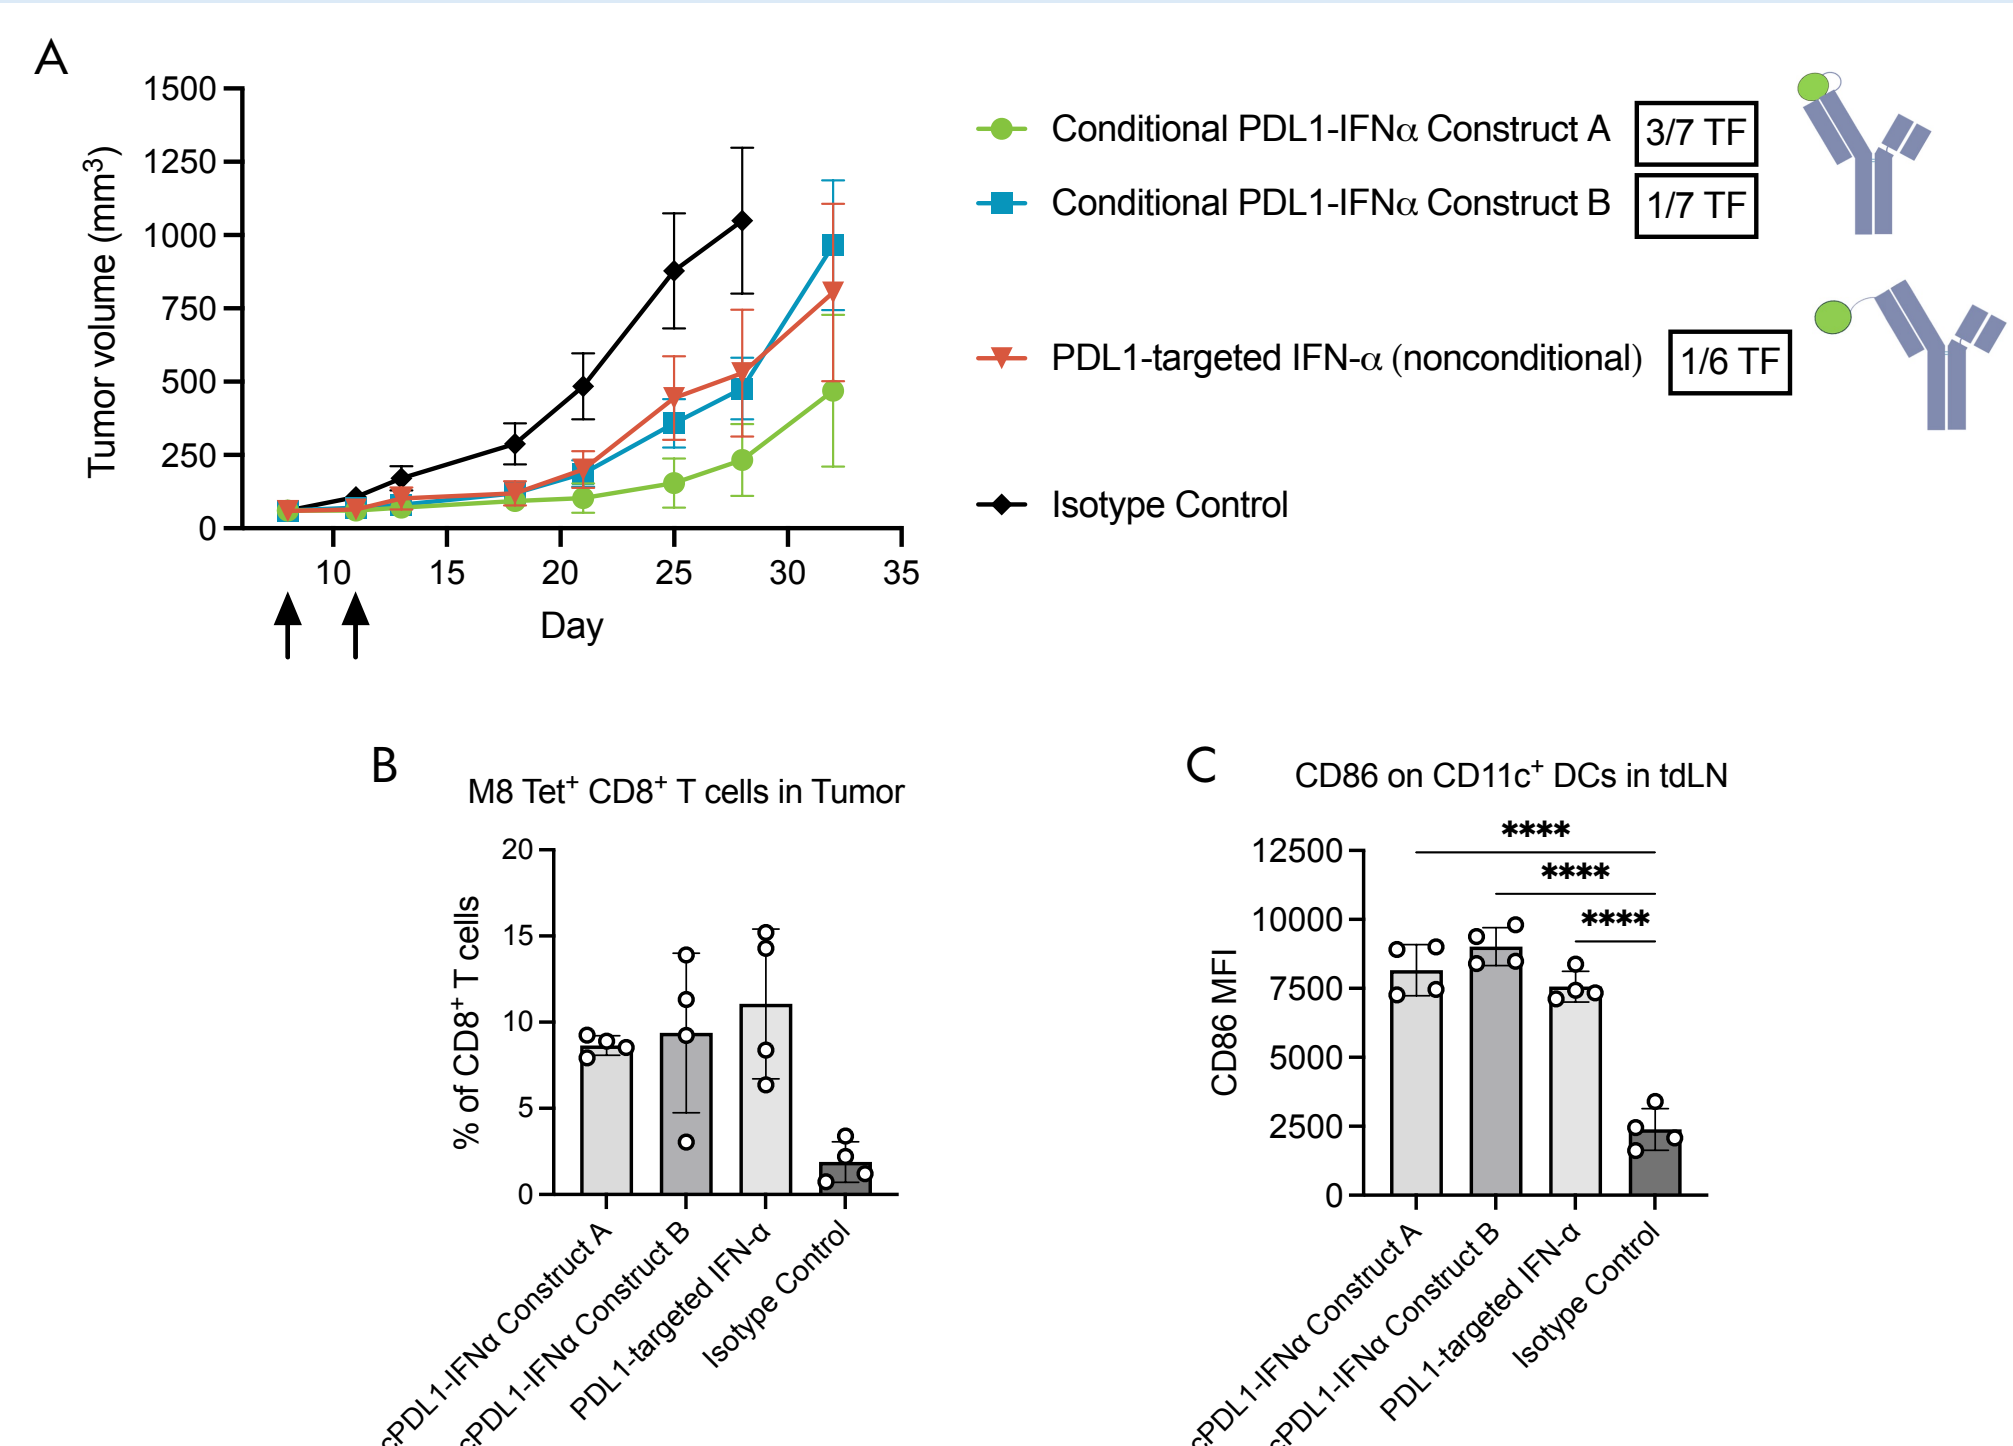 A
1500
1250
1000
750
500
250
0
Tumor volume (mm³)
10 15 20 25 30 35
Day
Conditional PDL1-IFNα Construct A 3/7 TF
Conditional PDL1-IFNα Construct B 1/7 TF
PDL1-targeted IFN-α (nonconditional) 1/6 TF
Isotype Control
B
M8 Tet⁺ CD8⁺ T cells in Tumor
20
15
10
5
0
% of CD8⁺ T cells
cPDL1-IFNα Construct A
cPDL1-IFNα Construct B
PDL1-targeted IFN-α
Isotype Control
C
CD86 on CD11c⁺ DCs in tdLN
****
****
****
12500
10000
7500
5000
2500
0
CD86 MFI
cPDL1-IFNα Construct A
cPDL1-IFNα Construct B
PDL1-targeted IFN-α
Isotype Control